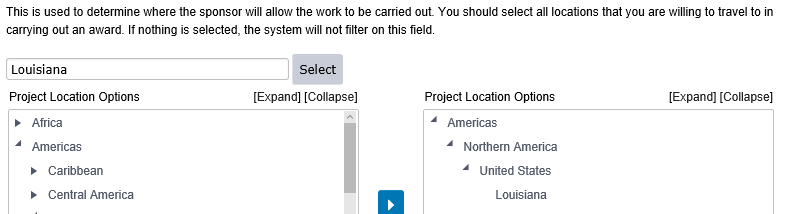 This is used to determine where the sponsor will allow the work to be carried out. You should select all locations that you are willing to travel to in
carrying out an award. If nothing is selected, the system will not filter on this field.
Louisiana Select
Project Location Options [Expand] [Collapse]
Africa
Americas
Caribbean
Central America
Project Location Options [Expand] [Collapse]
Americas
Northern America
United States
Louisiana